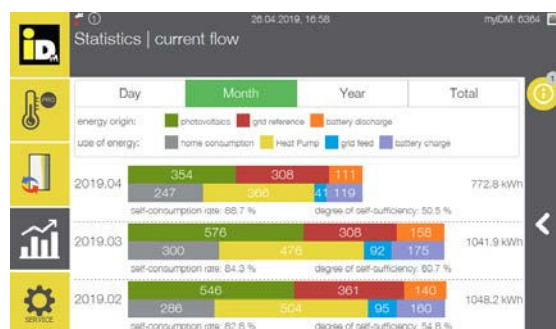 iDM
1
26.04.2019, 16:58
myIDM: 6364
Statistics | current flow
PRO
Day
Month
Year
Total
1
energy origin: photovoltaics grid reference battery discharge
use of energy: home consumption Heat Pump grid feed battery charge
354 308 111
2019.04
772.8 kWh
247 366 41 119
self-consumption rate: 88.7 % degree of self-sufficiency: 50.5 %
576 308 158
2019.03
1041.9 kWh
300 476 92 175
self-consumption rate: 84.3 % degree of self-sufficiency: 60.7 %
546 361 140
2019.02
1048.2 kWh
286 504 95 160
SERVICE
self-consumption rate: 82.8 % degree of self-sufficiency: 54.8 %